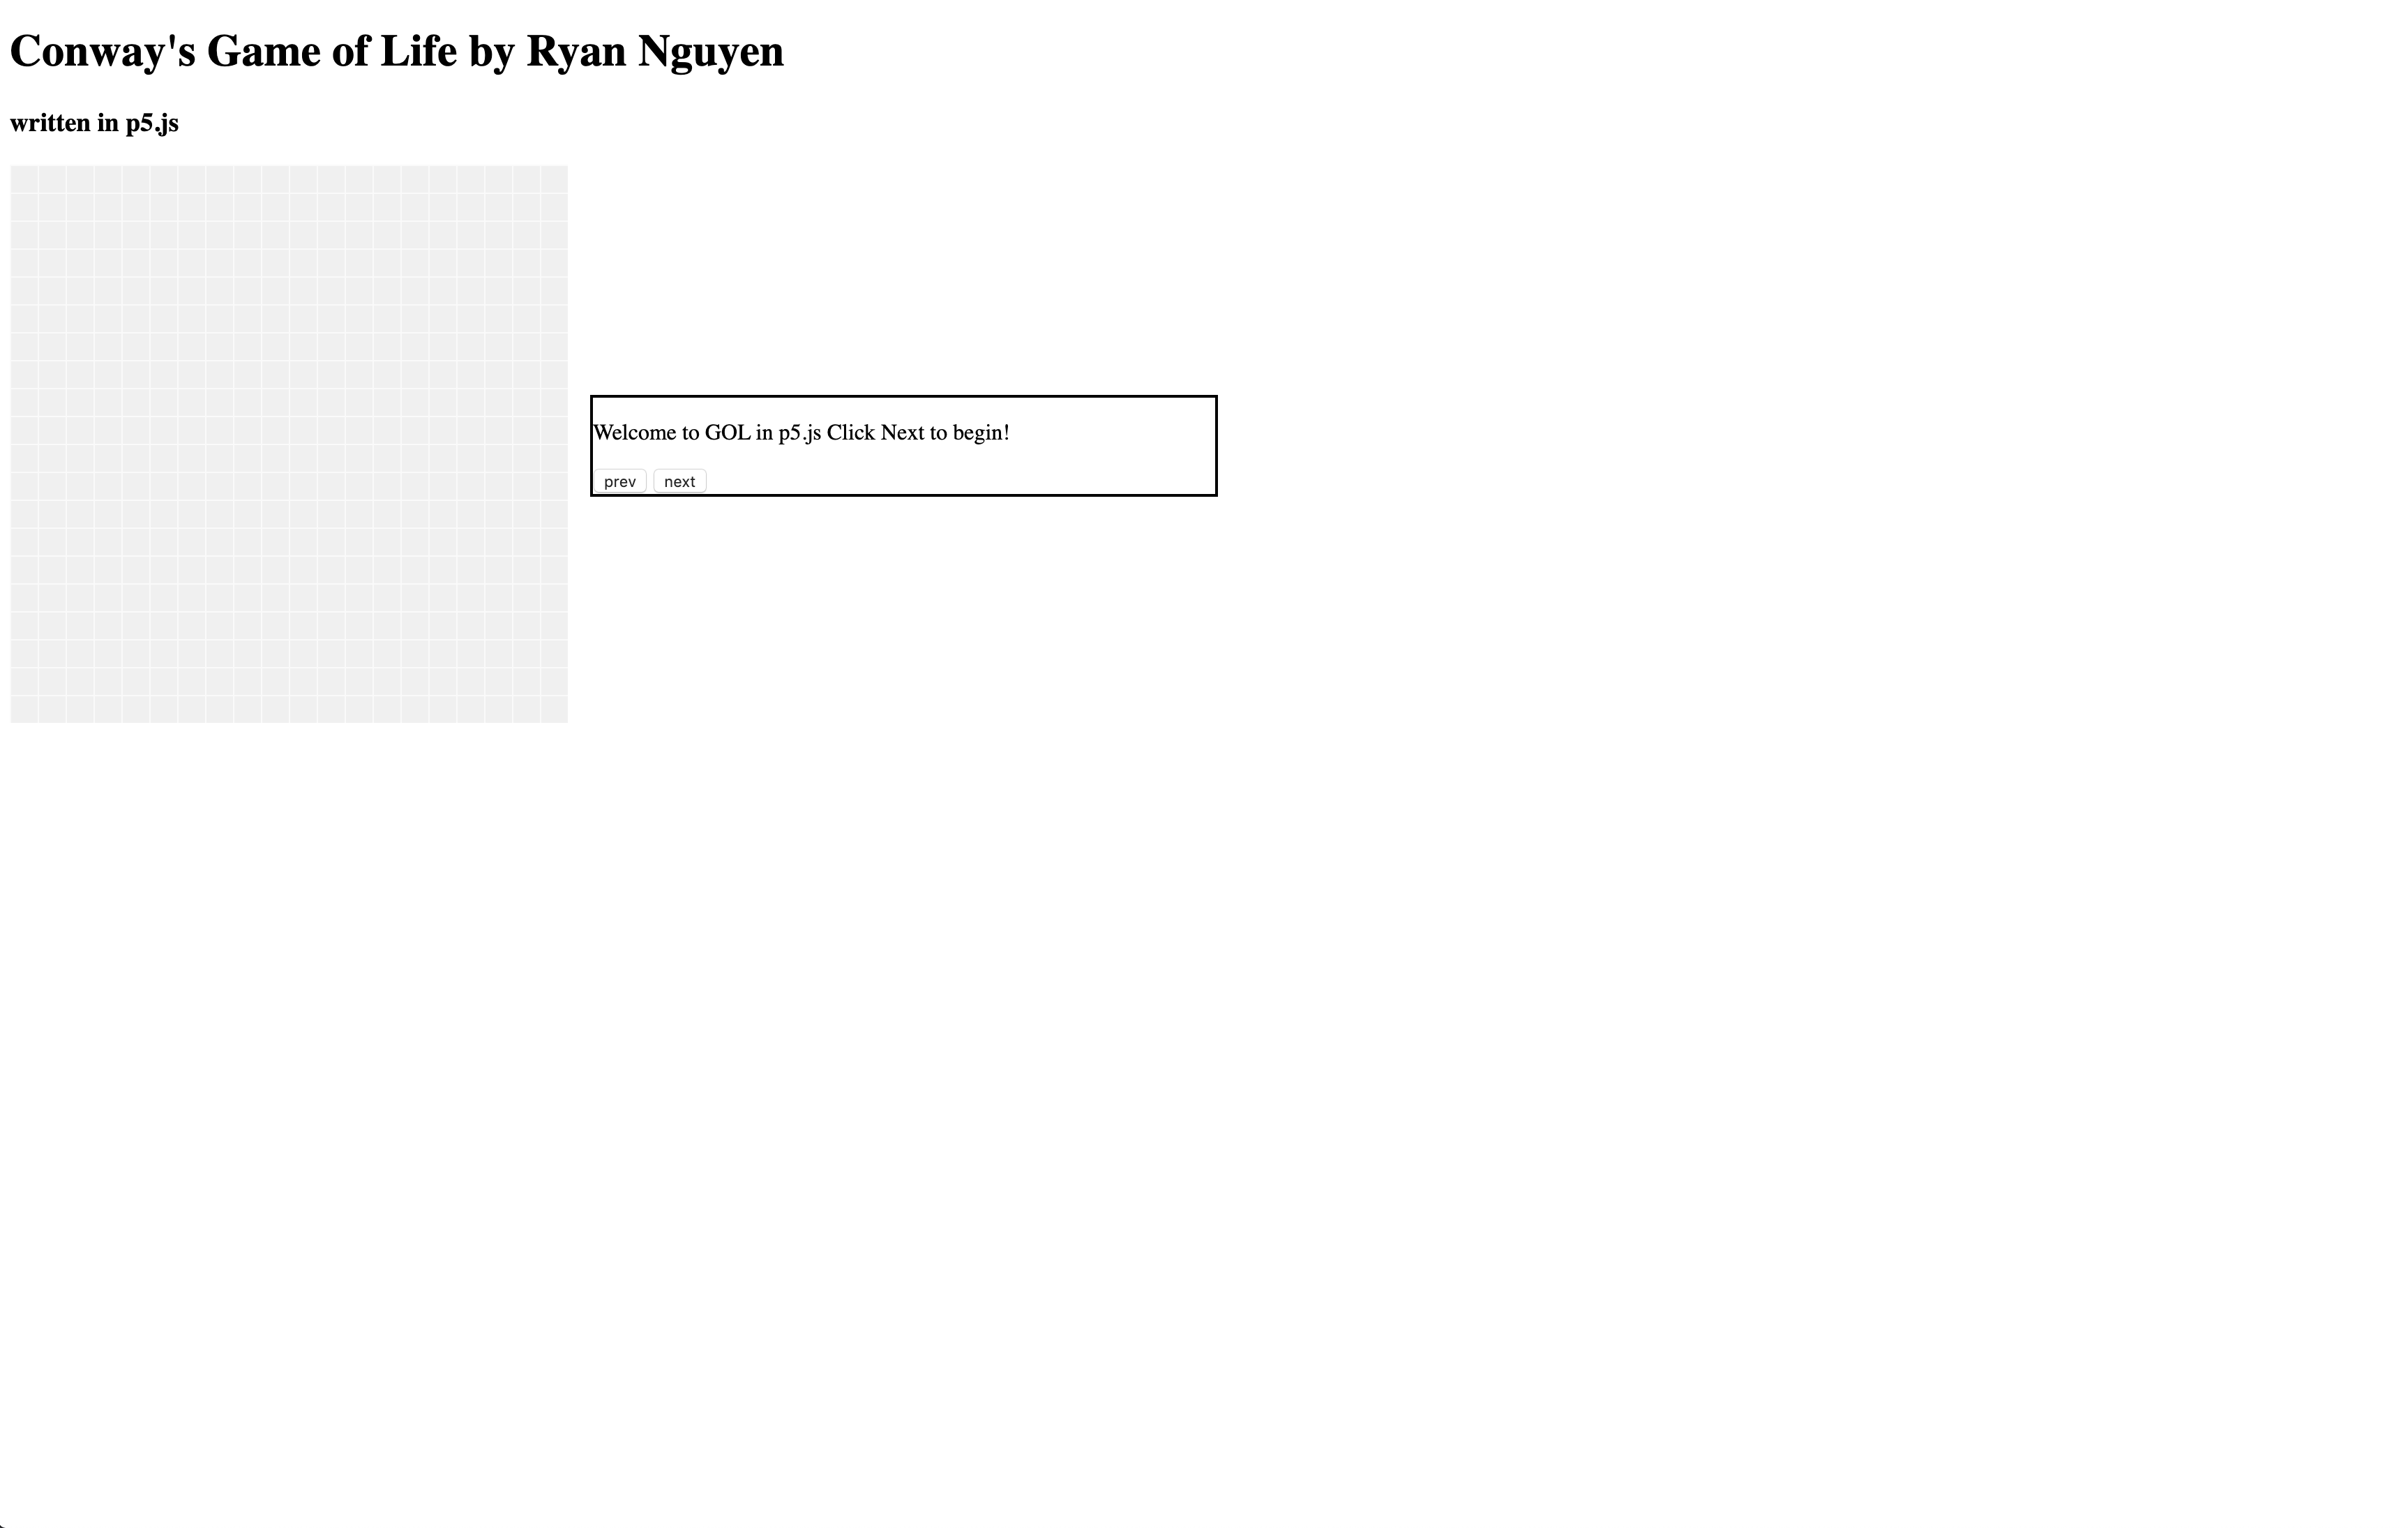 Conway's Game of Life by Ryan Nguyen
written in p5.js
Welcome to GOL in p5.js Click Next to begin!
prev next